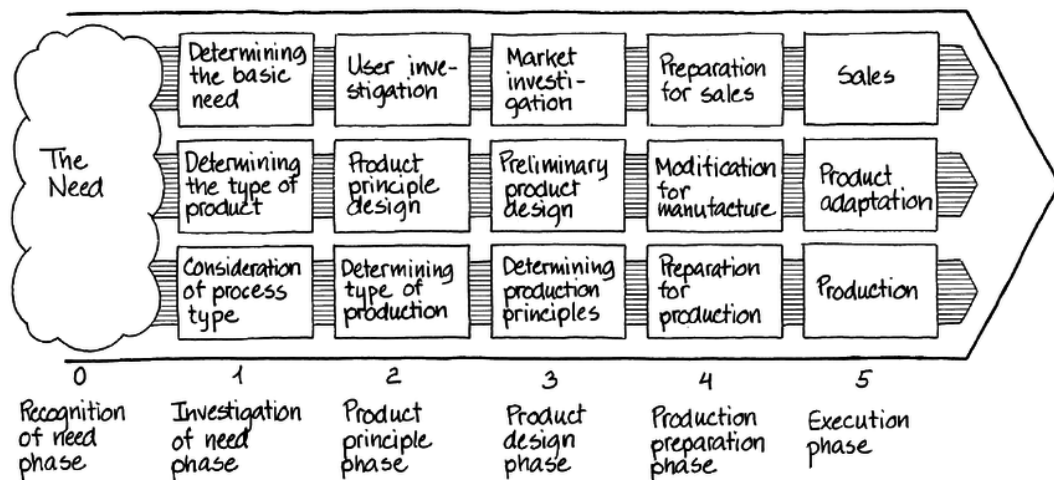 The
Need
Determining
the basic
need
User inve-
stigation
Market
investi-
gation
Preparation
for sales
Sales
Determining
the type of
product
Product
principle
design
Preliminary
product
design
Modification
for
manufacture
Product
adaptation
Consideration
of process
type
Determining
type of
production
Determining
production
principles
Preparation
for
production
Production
0
Recognition
of need
phase
1
Investigation
of need
phase
2
Product
principle
phase
3
Product
design
phase
4
Production
preparation
phase
5
Execution
phase